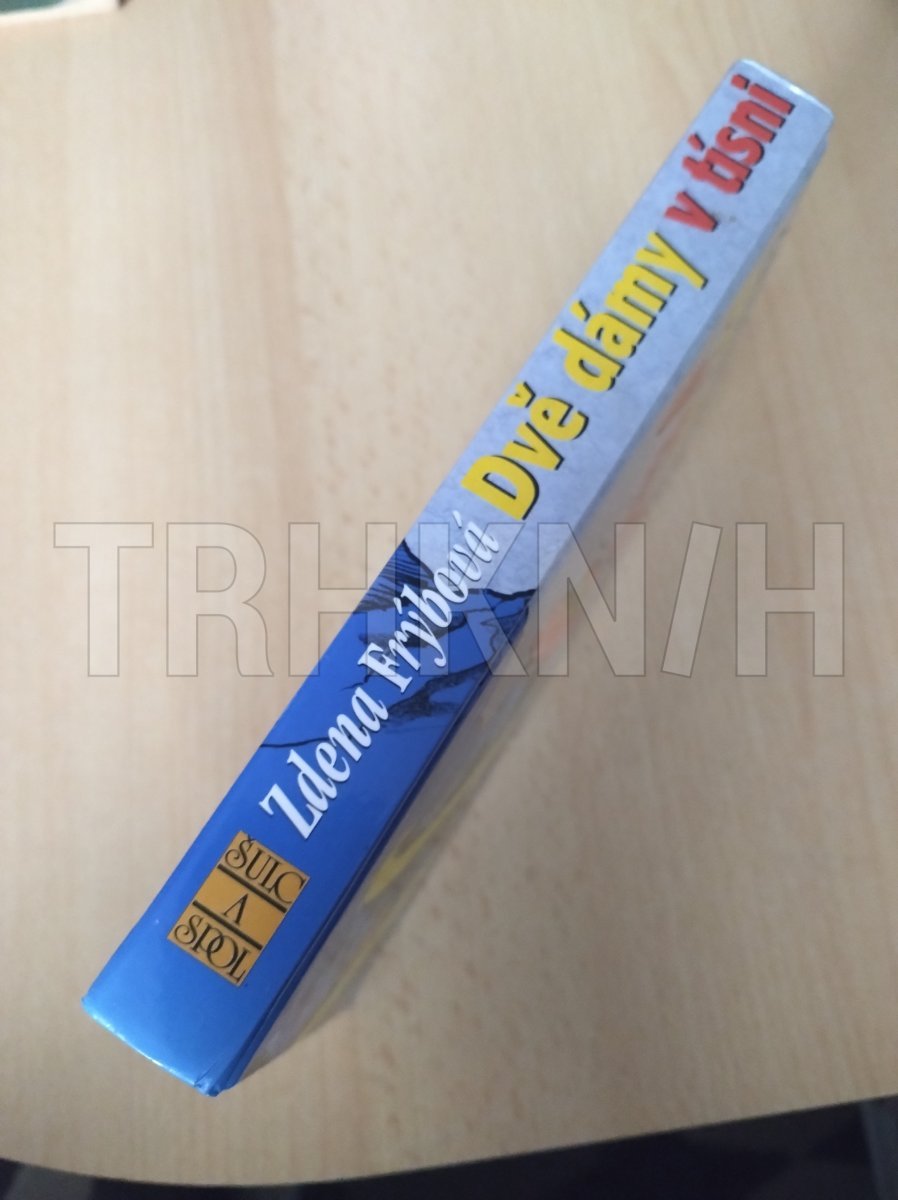 Zdena Frýbová Dvě dámy v tísni
ŠULC
A
SPOL
TRHKNIH